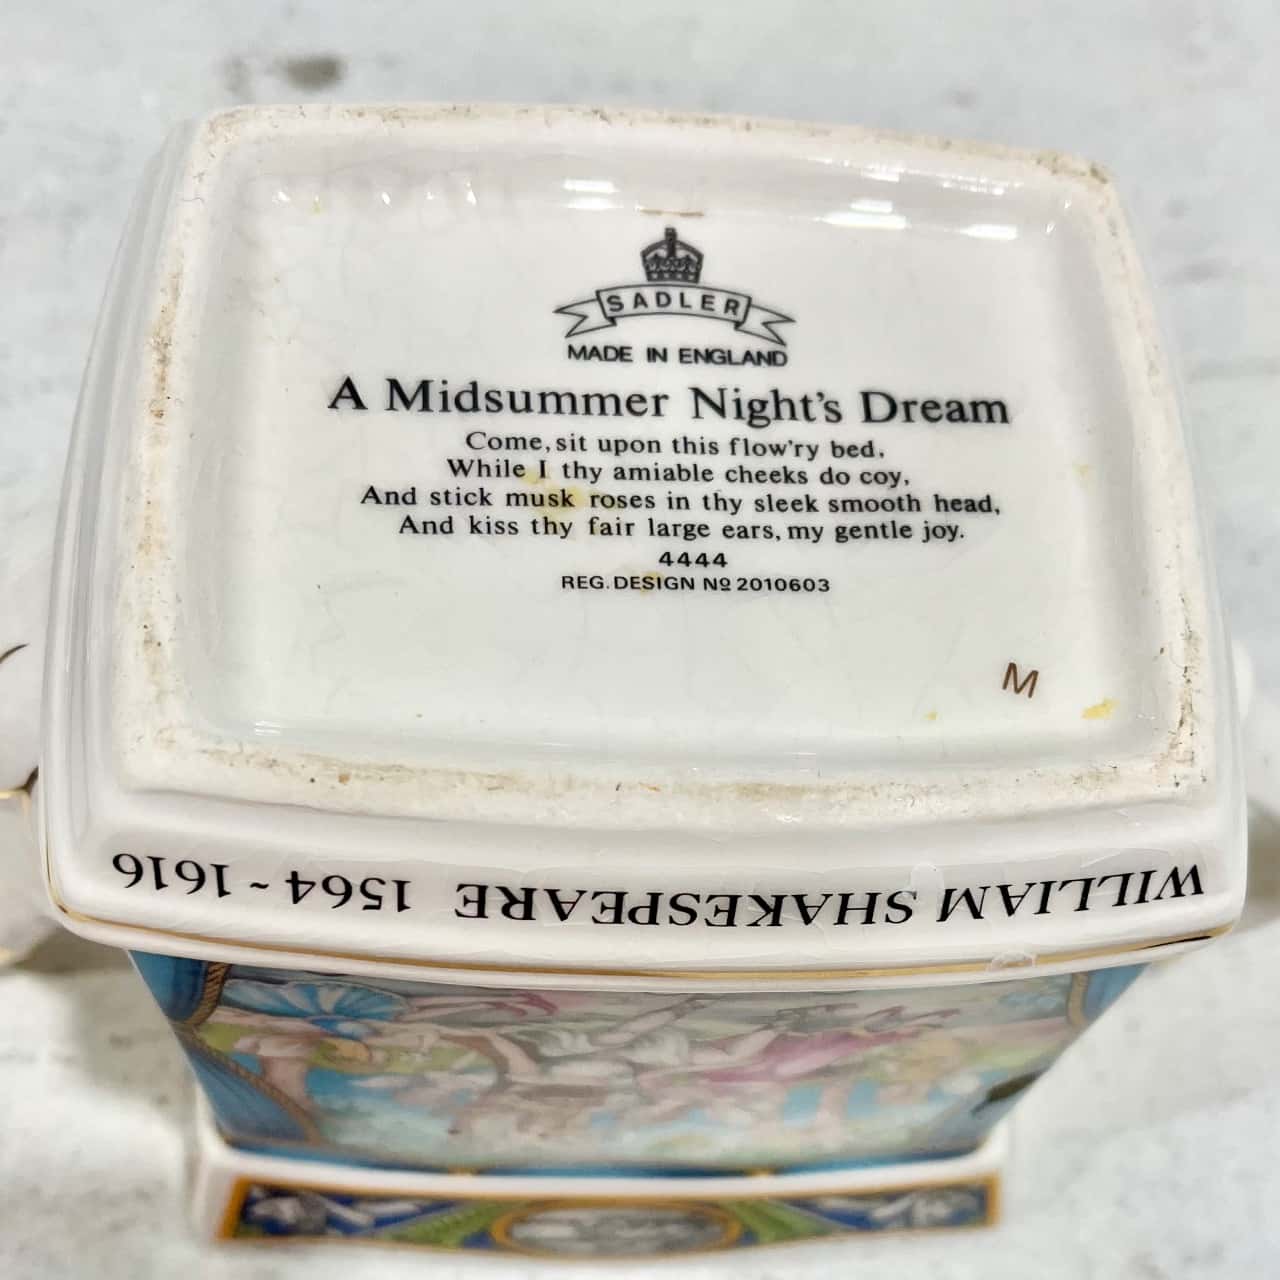 SADLER
MADE IN ENGLAND
A Midsummer Night's Dream
Come, sit upon this flow'ry bed,
While I thy amiable cheeks do coy,
And stick musk roses in thy sleek smooth head,
And kiss thy fair large ears, my gentle joy.
4444
REG. DESIGN Nº 2010603
M
WILLIAM SHAKESPEARE 1564~1616